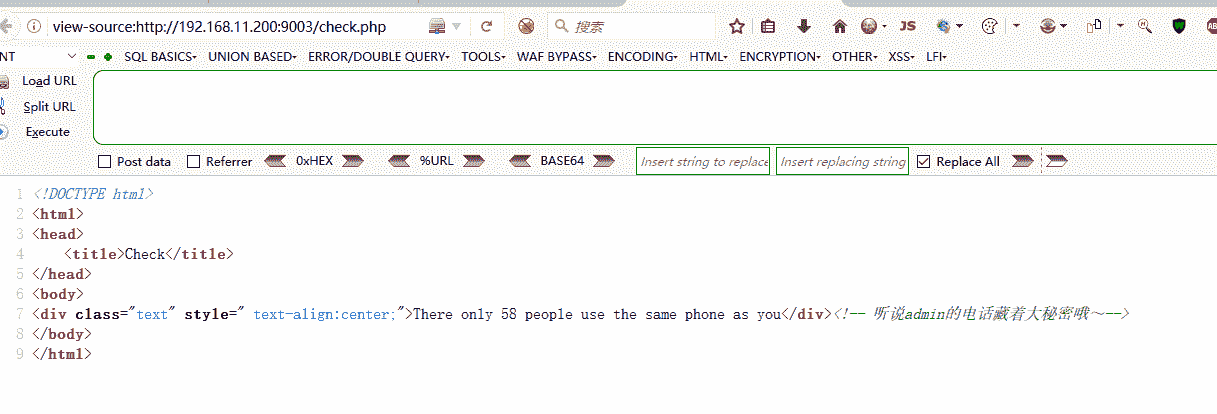 view-source:http://192.168.11.200:9003/check.php 搜索 JS
NT SQL BASICS UNION BASED ERROR/DOUBLE QUERY TOOLS WAF BYPASS ENCODING HTML ENCRYPTION OTHER XSS LFI
Load URL
Split URL
Execute
Post data Referrer 0xHEX %URL BASE64 Insert string to replace Insert replacing string Replace All
1 <!DOCTYPE html>
2 <html>
3 <head>
4 <title>Check</title>
5 </head>
6 <body>
7 <div class="text" style=" text-align:center;">There only 58 people use the same phone as you</div><!-- 听说admin的电话藏着大秘密哦~-->
8 </body>
9 </html>